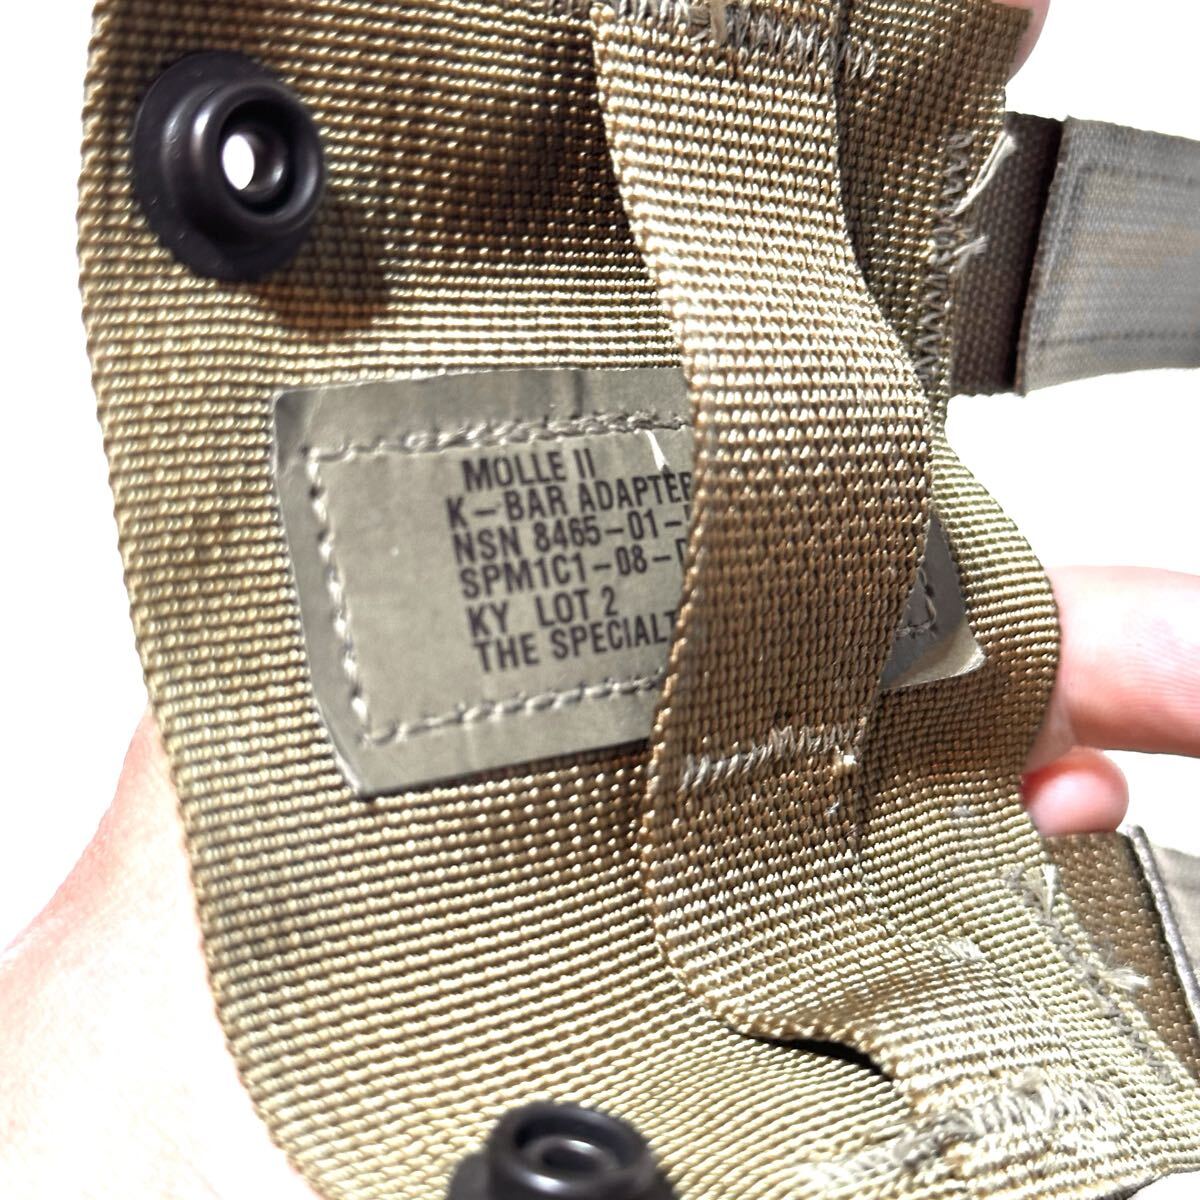 MOLLE II
K-BAR ADAPTER
NSN 8465-01-
SPM1C1-08-D
KY LOT 2
THE SPECIALT